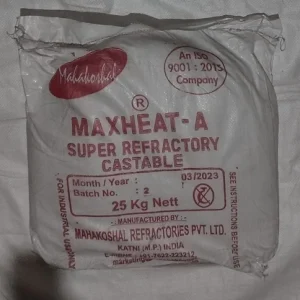 Mahakoshal
An ISO
9001 : 2015
Company
®
MAXHEAT-A
SUPER REFRACTORY
CASTABLE
Month / Year : 03/2023
Batch No. : 2
25 Kg Nett
FOR INDUSTRIAL USE ONLY
SEE INSTRUCTIONS BEFORE USE
-: MANUFACTURED BY :-
MAHAKOSHAL REFRACTORIES PVT. LTD.
KATNI (M.P.) INDIA